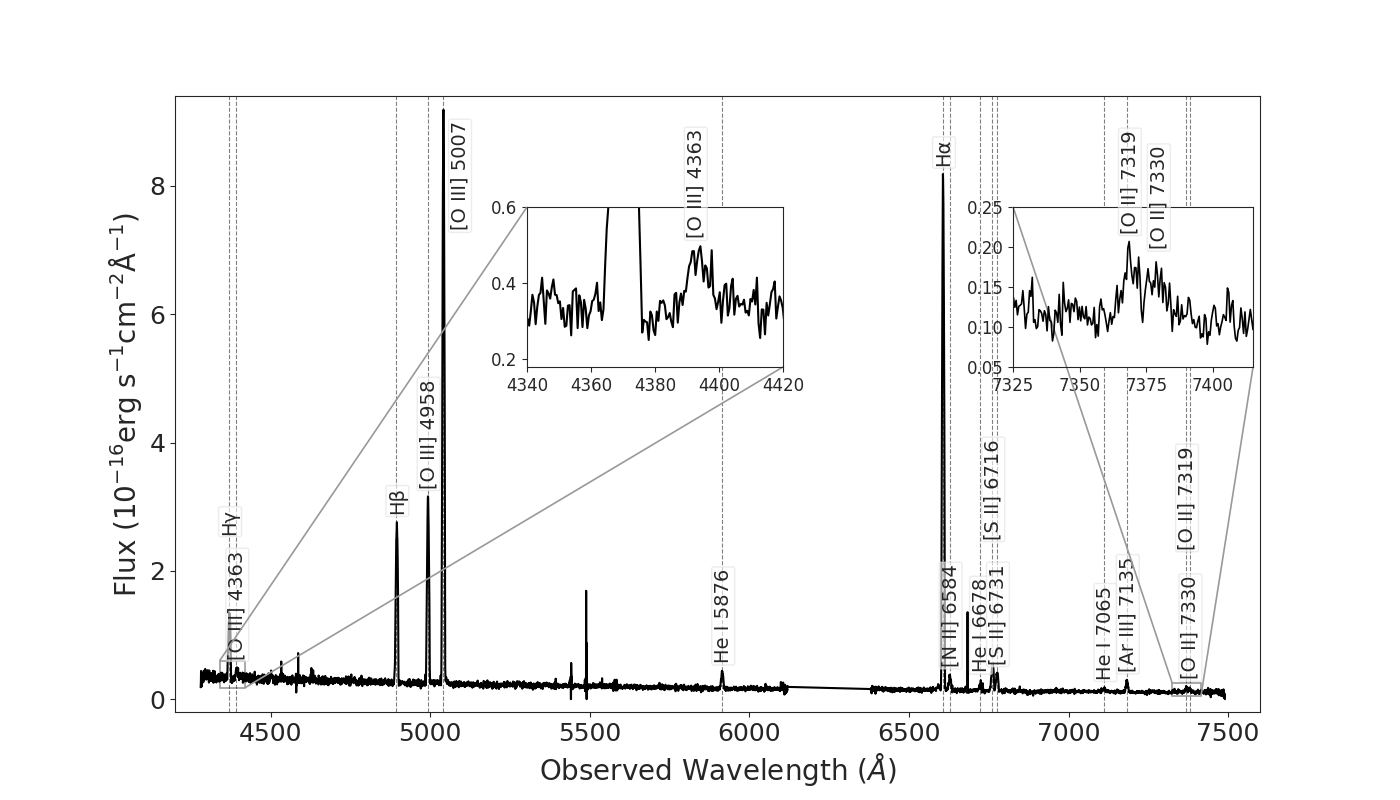 Flux (10⁻¹⁶erg s⁻¹cm⁻²Å⁻¹)
8
6
4
2
0
Hγ
[O III] 4363
Hβ
[O III] 4958
[O III] 5007
[O III] 4363
0.6
0.4
0.2
4340 4360 4380 4400 4420
He I 5876
Hα
[N II] 6584
He I 6678
[S II] 6716
[S II] 6731
He I 7065
[Ar III] 7135
[O II] 7319
[O II] 7330
[O II] 7319
[O II] 7330
0.25
0.20
0.15
0.10
0.05
7325 7350 7375 7400
4500 5000 5500 6000 6500 7000 7500
Observed Wavelength (Å)